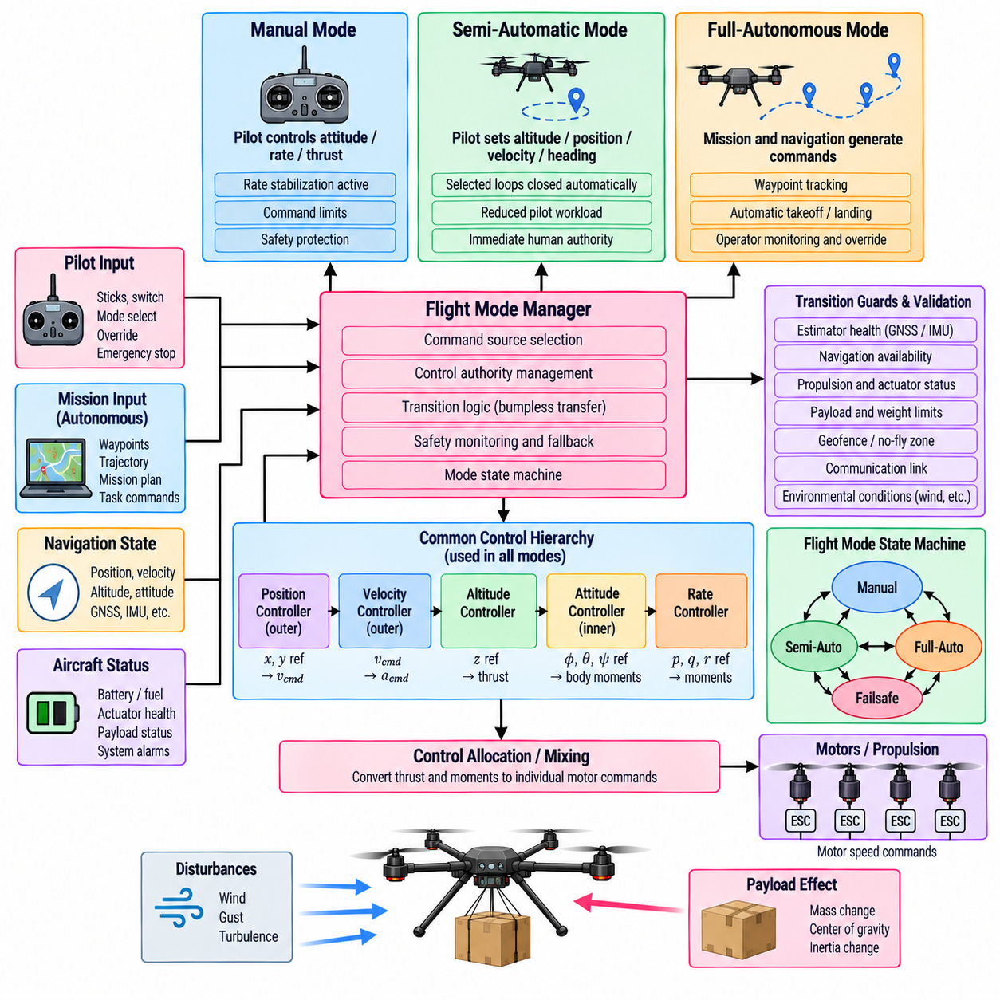 Manual Mode
Pilot controls attitude /
rate / thrust
Rate stabilization active
Command limits
Safety protection
Semi-Automatic Mode
Pilot sets altitude / position /
velocity / heading
Selected loops closed automatically
Reduced pilot workload
Immediate human authority
Full-Autonomous Mode
Mission and navigation generate
commands
Waypoint tracking
Automatic takeoff / landing
Operator monitoring and override
Pilot Input
Sticks, switch
Mode select
Override
Emergency stop
Mission Input
(Autonomous)
Waypoints
Trajectory
Mission plan
Task commands
Navigation State
Position, velocity
Altitude, attitude
GNSS, IMU, etc.
Aircraft Status
Battery / fuel
Actuator health
Payload status
System alarms
Flight Mode Manager
Command source selection
Control authority management
Transition logic (bumpless transfer)
Safety monitoring and fallback
Mode state machine
Transition Guards & Validation
Estimator health (GNSS / IMU)
Navigation availability
Propulsion and actuator status
Payload and weight limits
Geofence / no-fly zone
Communication link
Environmental conditions (wind, etc.)
Common Control Hierarchy
(used in all modes)
Position
Controller
(outer)
x, y ref
→ v_cmd
Velocity
Controller
(outer)
v_cmd
→ a_cmd
Altitude
Controller
z ref
→ thrust
Attitude
Controller
(inner)
ϕ, θ, ψ ref
→ body moments
Rate
Controller
p, q, r ref
→ moments
Flight Mode State Machine
Manual
Semi-Auto
Full-Auto
Failsafe
Control Allocation / Mixing
Convert thrust and moments to individual motor commands
Motors / Propulsion
ESC
ESC
ESC
ESC
Motor speed commands
Disturbances
Wind
Gust
Turbulence
Payload Effect
Mass change
Center of gravity
Inertia change